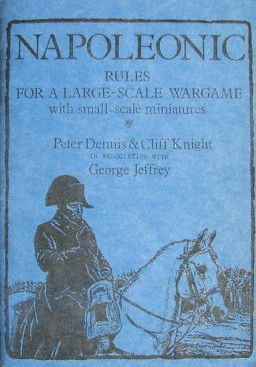 NAPOLEONIC
RULES
FOR A LARGE-SCALE WARGAME
with small-scale miniatures
Peter Dennis & Cliff Knight
IN ASSOCIATION WITH
George Jeffrey